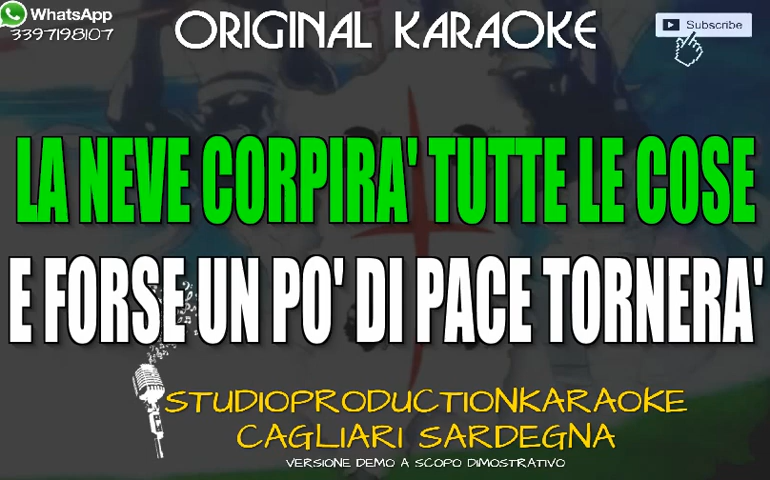 WhatsApp
3397198107
ORIGINAL KARAOKE
Subscribe
LA NEVE CORPIRA' TUTTE LE COSE
E FORSE UN PO' DI PACE TORNERA'
STUDIOPRODUCTIONKARAOKE
CAGLIARI SARDEGNA
VERSIONE DEMO A SCOPO DIMOSTRATIVO